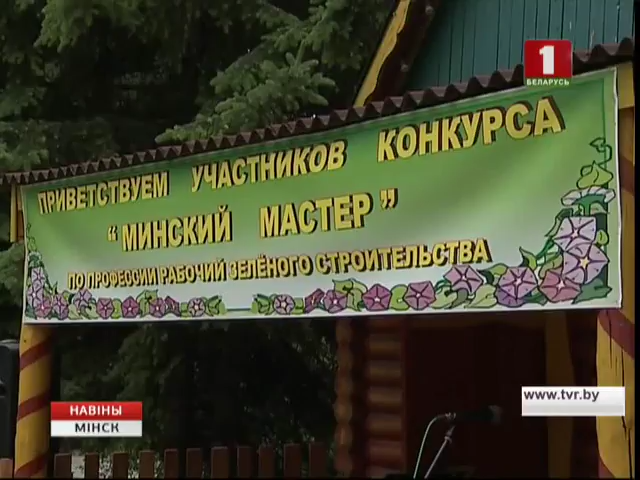 1
БЕЛАРУСЬ
ПРИВЕТСТВУЕМ УЧАСТНИКОВ КОНКУРСА
“МИНСКИЙ МАСТЕР”
ПО ПРОФЕССИИ РАБОЧИЙ ЗЕЛЁНОГО СТРОИТЕЛЬСТВА
www.tvr.by
НАВІНЫ
МІНСК